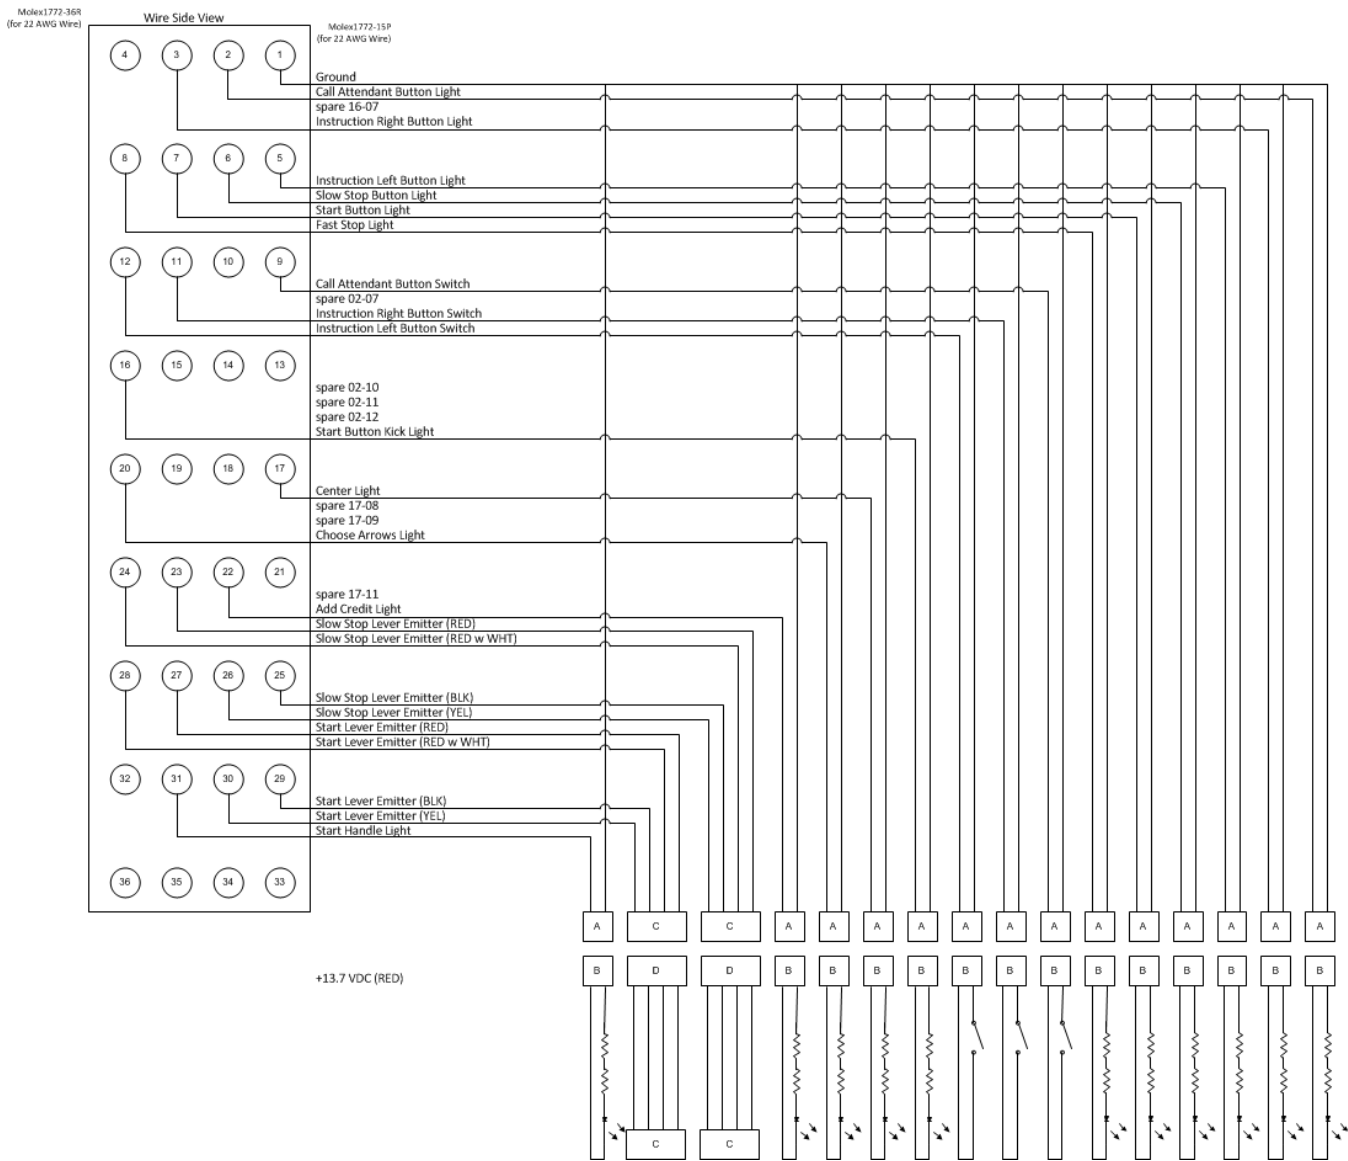 Molex1772-36R
(for 22 AWG Wire)
Wire Side View
Molex1772-15P
(for 22 AWG Wire)
4 3 2 1
Ground
Call Attendant Button Light
spare 16-07
Instruction Right Button Light
8 7 6 5
Instruction Left Button Light
Slow Stop Button Light
Start Button Light
Fast Stop Light
12 11 10 9
Call Attendant Button Switch
spare 02-07
Instruction Right Button Switch
Instruction Left Button Switch
16 15 14 13
spare 02-10
spare 02-11
spare 02-12
Start Button Kick Light
20 19 18 17
Center Light
spare 17-08
spare 17-09
Choose Arrows Light
24 23 22 21
spare 17-11
Add Credit Light
Slow Stop Lever Emitter (RED)
Slow Stop Lever Emitter (RED w WHT)
28 27 26 25
Slow Stop Lever Emitter (BLK)
Slow Stop Lever Emitter (YEL)
Start Lever Emitter (RED)
Start Lever Emitter (RED w WHT)
32 31 30 29
Start Lever Emitter (BLK)
Start Lever Emitter (YEL)
Start Handle Light
36 35 34 33
A C C A A A A A A A A A A A A A
+13.7 VDC (RED)
B D D B B B B B B B B B B B B B
C C